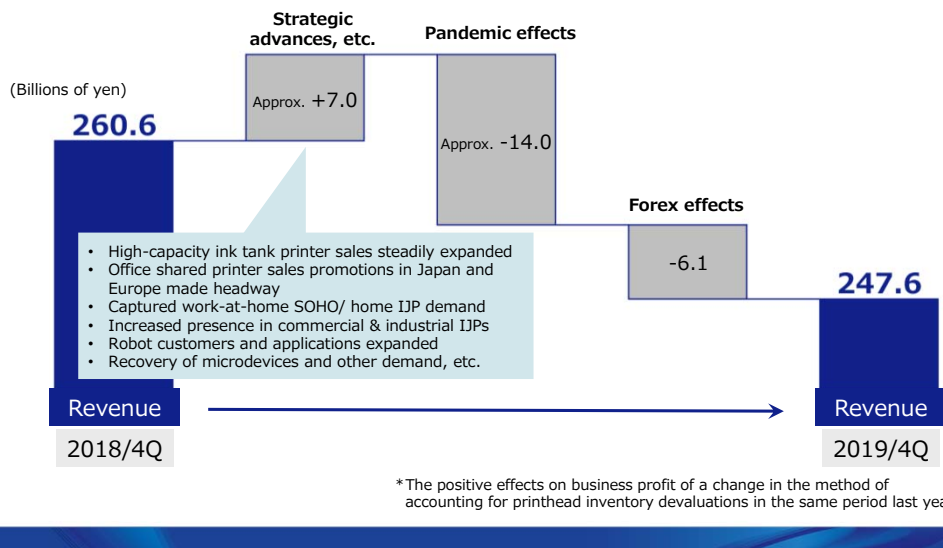 Strategic
advances, etc.
Pandemic effects
(Billions of yen)
260.6
Approx. +7.0
Approx. -14.0
Forex effects
-6.1
247.6
• High-capacity ink tank printer sales steadily expanded
• Office shared printer sales promotions in Japan and
Europe made headway
• Captured work-at-home SOHO/ home IJP demand
• Increased presence in commercial & industrial IJPs
• Robot customers and applications expanded
• Recovery of microdevices and other demand, etc.
Revenue
Revenue
2018/4Q
2019/4Q
*The positive effects on business profit of a change in the method of
accounting for printhead inventory devaluations in the same period last yea